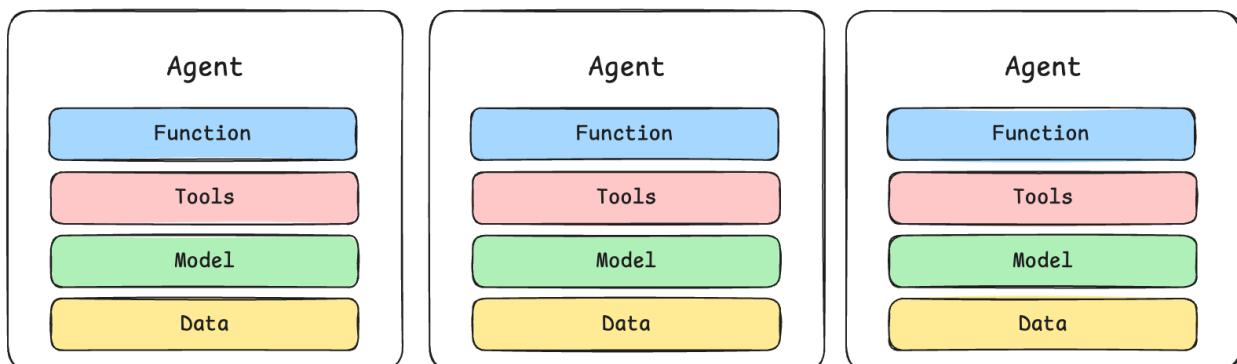 Agent
Function
Tools
Model
Data
Agent
Function
Tools
Model
Data
Agent
Function
Tools
Model
Data